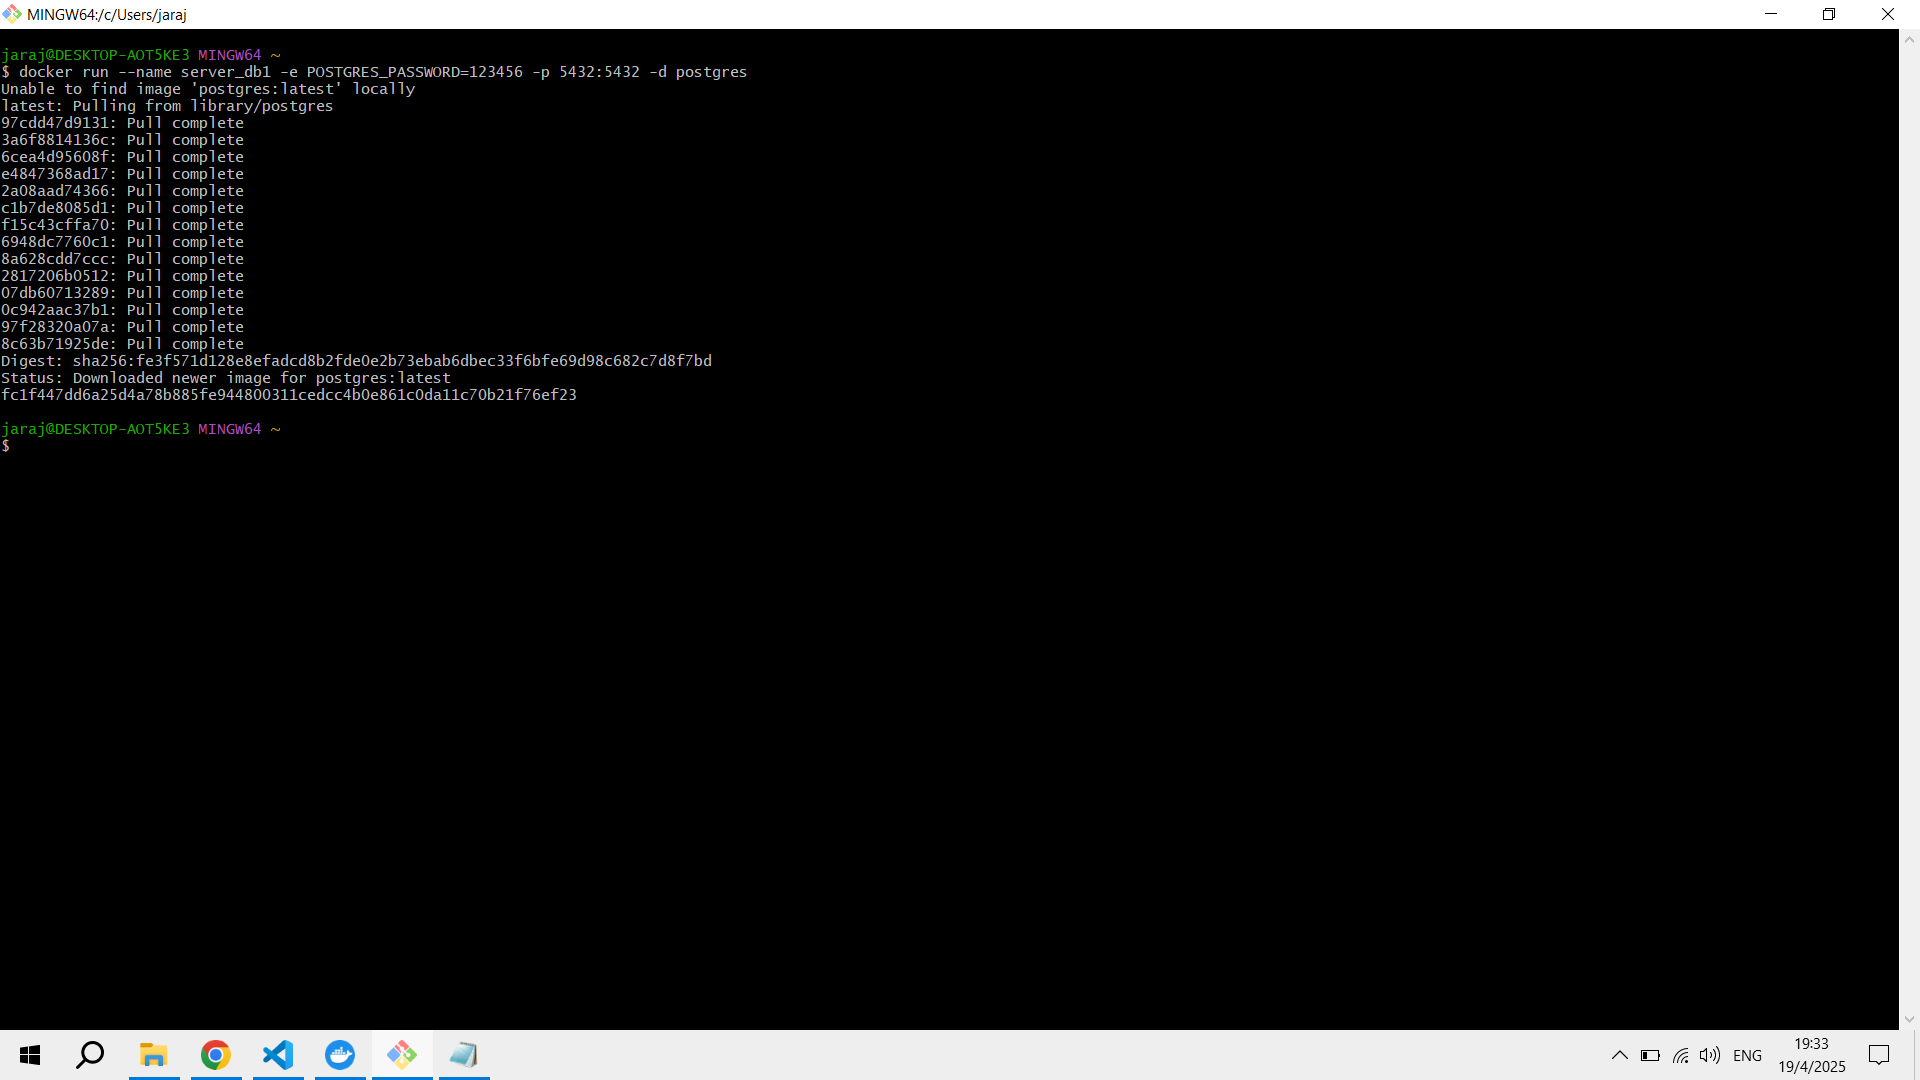 MINGW64:/c/Users/jaraj
jaraj@DESKTOP-AOT5KE3 MINGW64 ~
$ docker run --name server_db1 -e POSTGRES_PASSWORD=123456 -p 5432:5432 -d postgres
Unable to find image 'postgres:latest' locally
latest: Pulling from library/postgres
97cdd47d9131: Pull complete
3a6f8814136c: Pull complete
6cea4d95608f: Pull complete
e4847368ad17: Pull complete
2a08aad74366: Pull complete
c1b7de8085d1: Pull complete
f15c43cffa70: Pull complete
6948dc7760c1: Pull complete
8a628cdd7ccc: Pull complete
2817206b0512: Pull complete
07db60713289: Pull complete
0c942aac37b1: Pull complete
97f28320a07a: Pull complete
8c63b71925de: Pull complete
Digest: sha256:fe3f571d128e8efadcd8b2fde0e2b73ebab6dbec33f6bfe69d98c682c7d8f7bd
Status: Downloaded newer image for postgres:latest
fc1f447dd6a25d4a78b885fe944800311cedcc4b0e861c0da11c70b21f76ef23
jaraj@DESKTOP-AOT5KE3 MINGW64 ~
$
ENG
19:33
19/4/2025